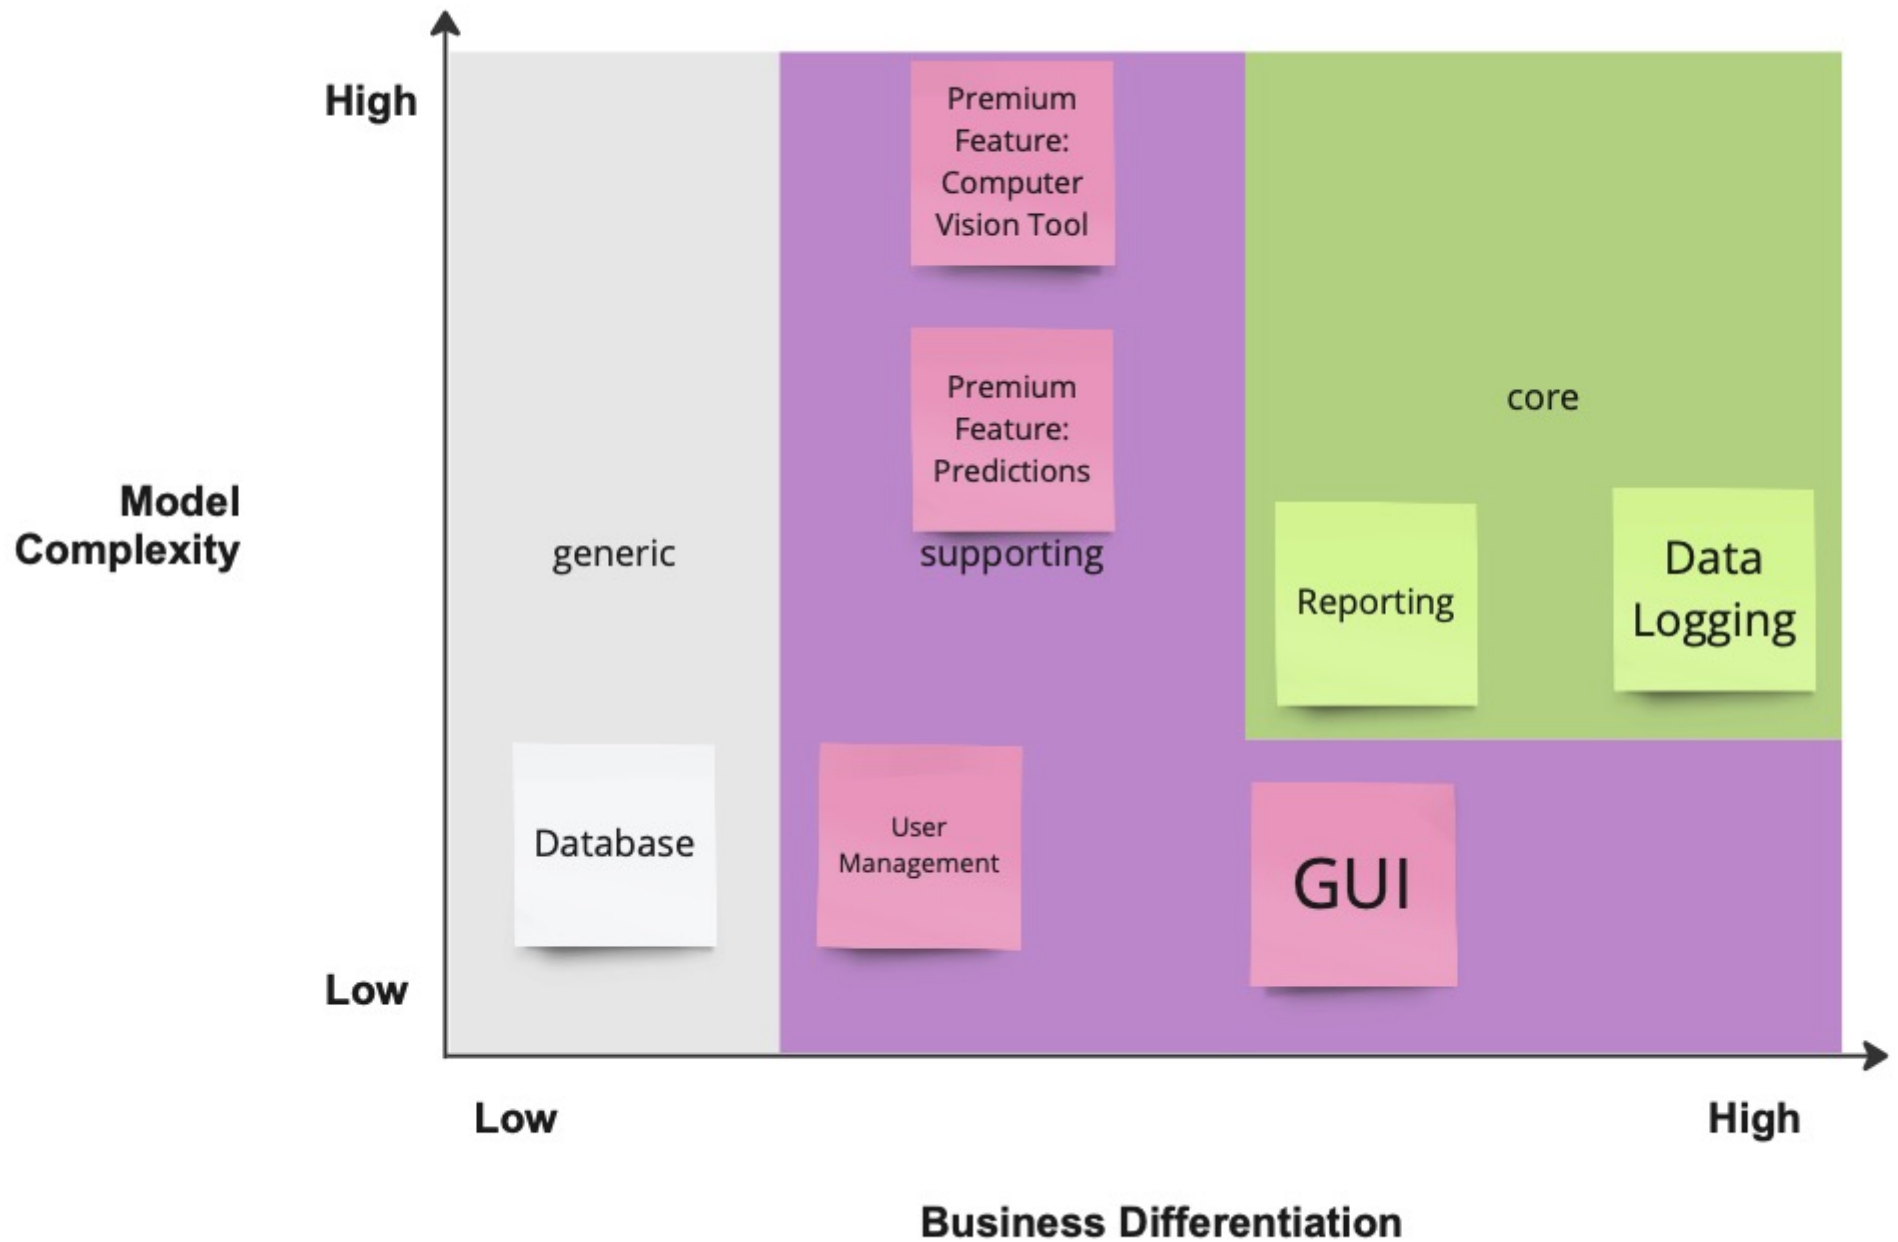 High
Premium
Feature:
Computer
Vision Tool
Premium
Feature:
Predictions
core
Model
Complexity
generic
supporting
Reporting
Data
Logging
Database
User
Management
GUI
Low
Low
High
Business Differentiation